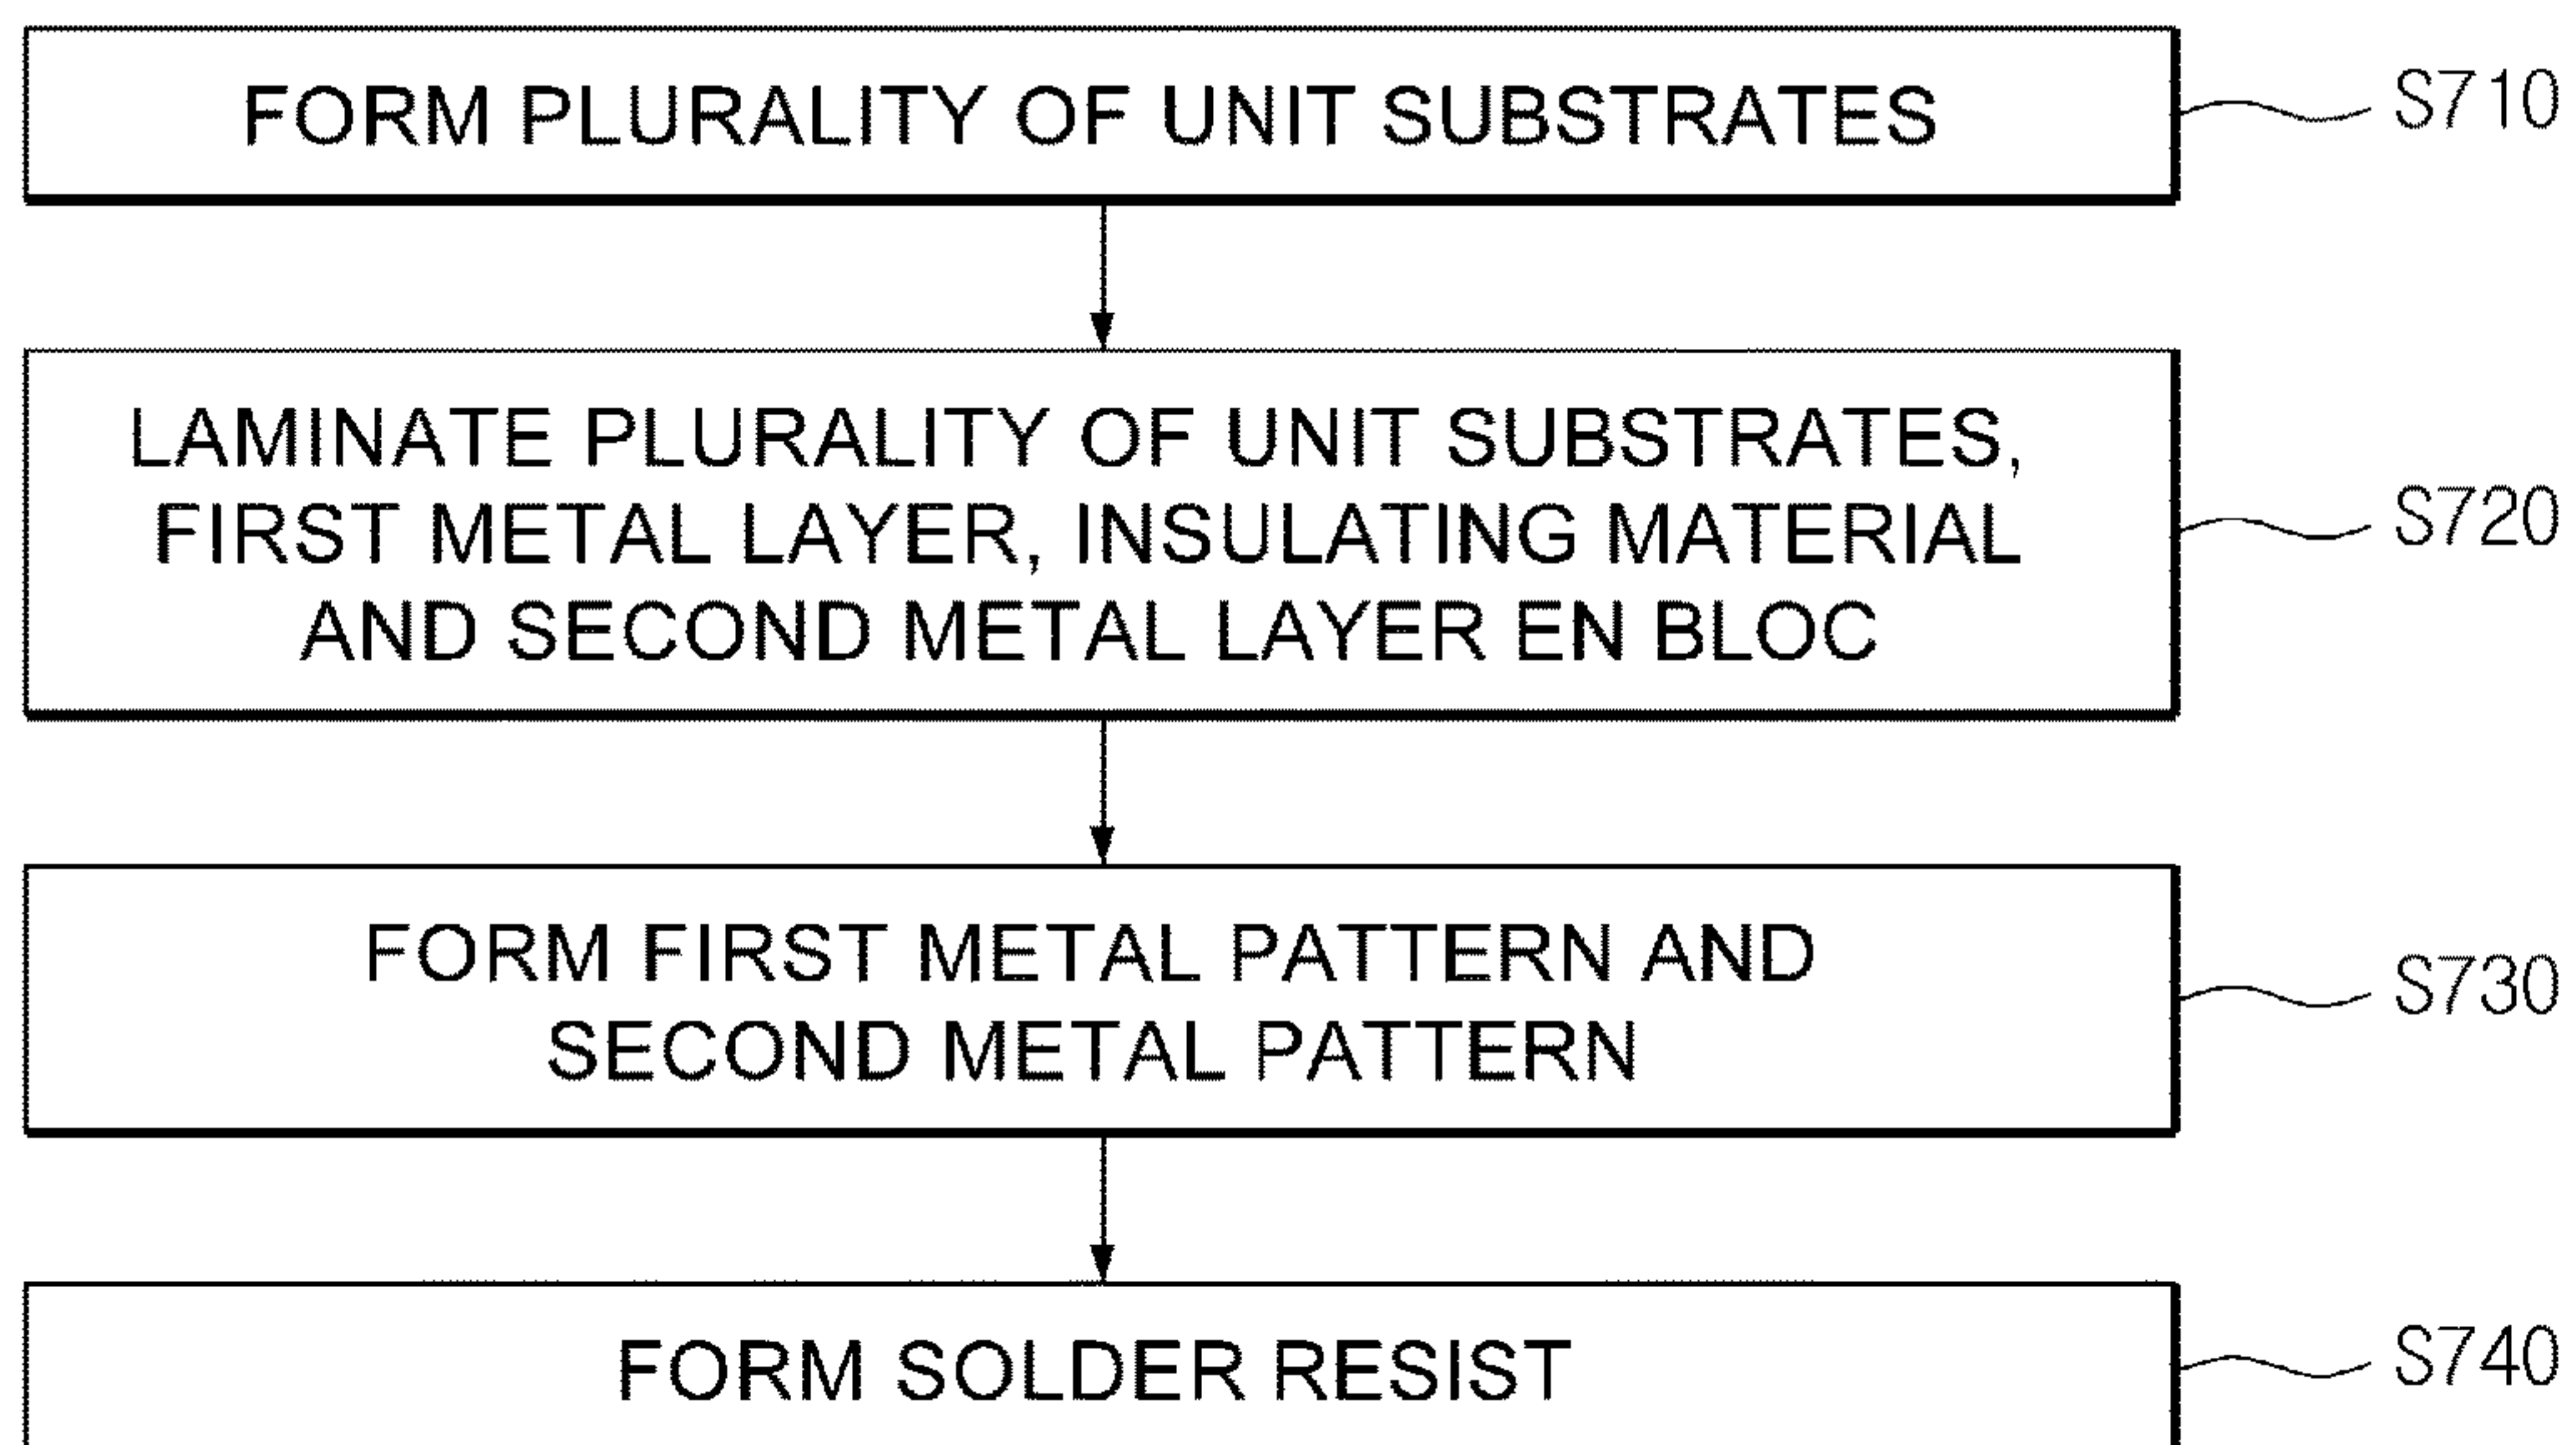 FORM PLURALITY OF UNIT SUBSTRATES
S710
LAMINATE PLURALITY OF UNIT SUBSTRATES,
FIRST METAL LAYER, INSULATING MATERIAL
AND SECOND METAL LAYER EN BLOC
S720
FORM FIRST METAL PATTERN AND
SECOND METAL PATTERN
S730
FORM SOLDER RESIST
S740